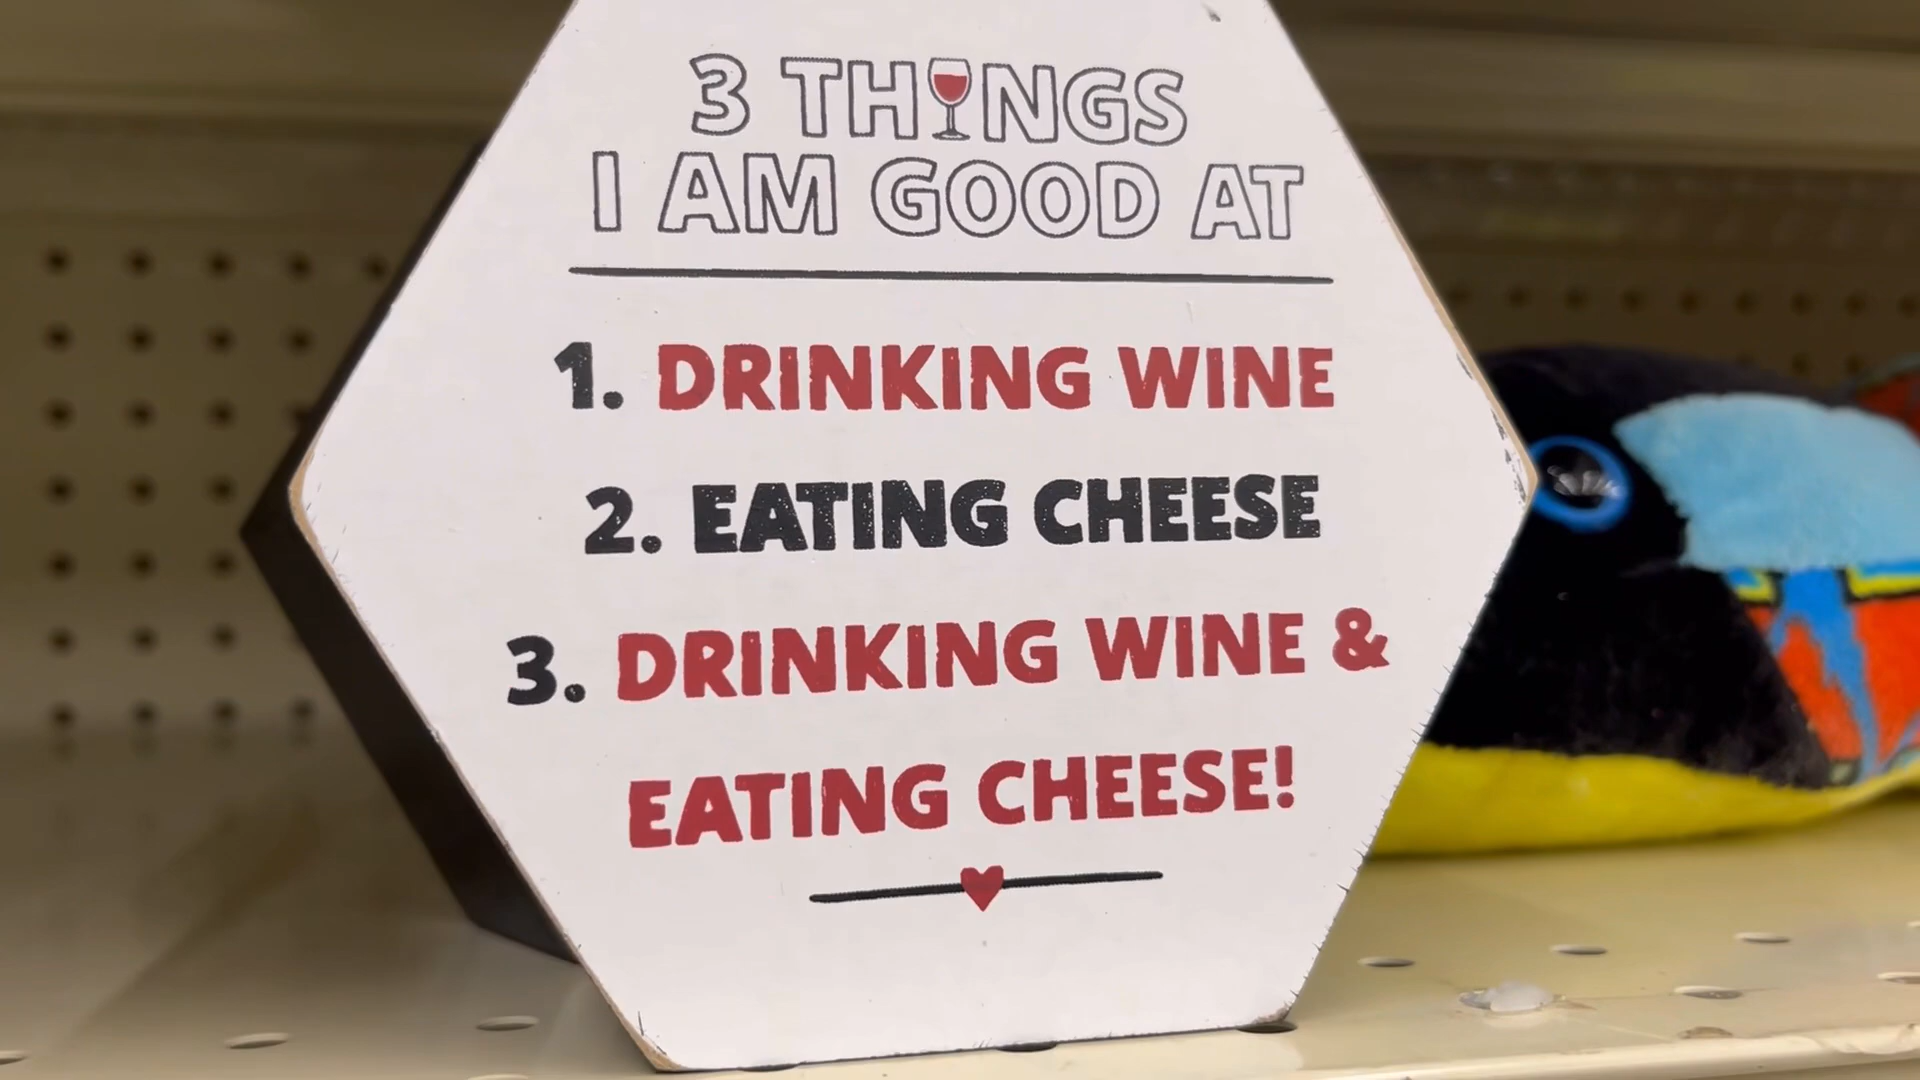 3 THINGS
I AM GOOD AT
1. DRINKING WINE
2. EATING CHEESE
3. DRINKING WINE &
EATING CHEESE!